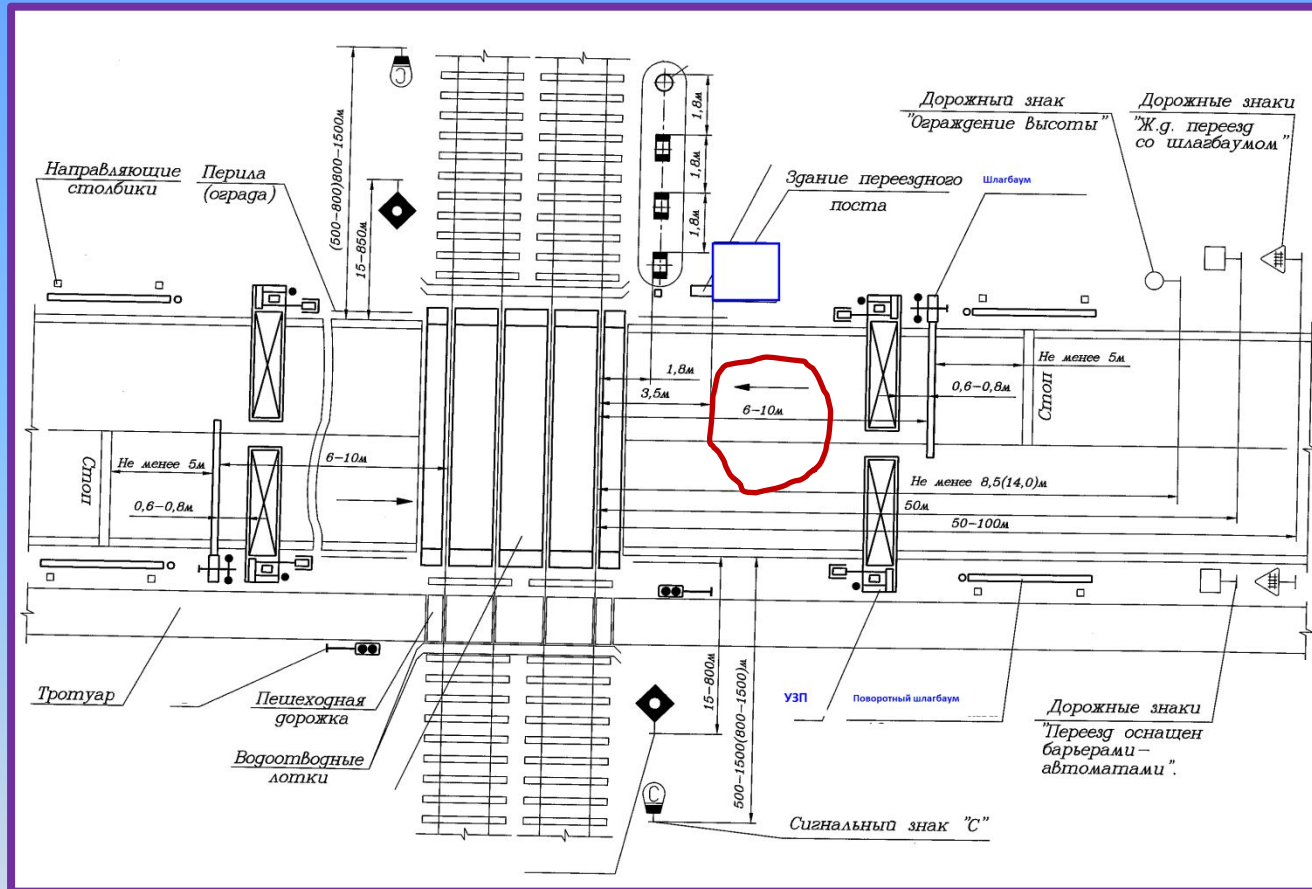 С
(500-800)800-1500м
15-850м
1,8м
1,8м
1,8м
Дорожный знак
"Ограждение высоты"
Дорожные знаки
"Ж.д. переезд
со шлагбаумом"
Направляющие
столбики
Перила
(ограда)
Здание переездного
поста
Шлагбаум
1,8м
3,5м
6-10м
Не менее 5м
0,6-0,8м
Стоп
Стоп
Не менее 5м
6-10м
0,6-0,8м
Не менее 8,5(14,0)м
50м
50-100м
Тротуар
Пешеходная
дорожка
Водоотводные
лотки
15-800м
500-1500(800-1500)м
УЗП
Поворотный шлагбаум
Дорожные знаки
"Переезд оснащен
барьерами-
автоматами".
С
Сигнальный знак "С"